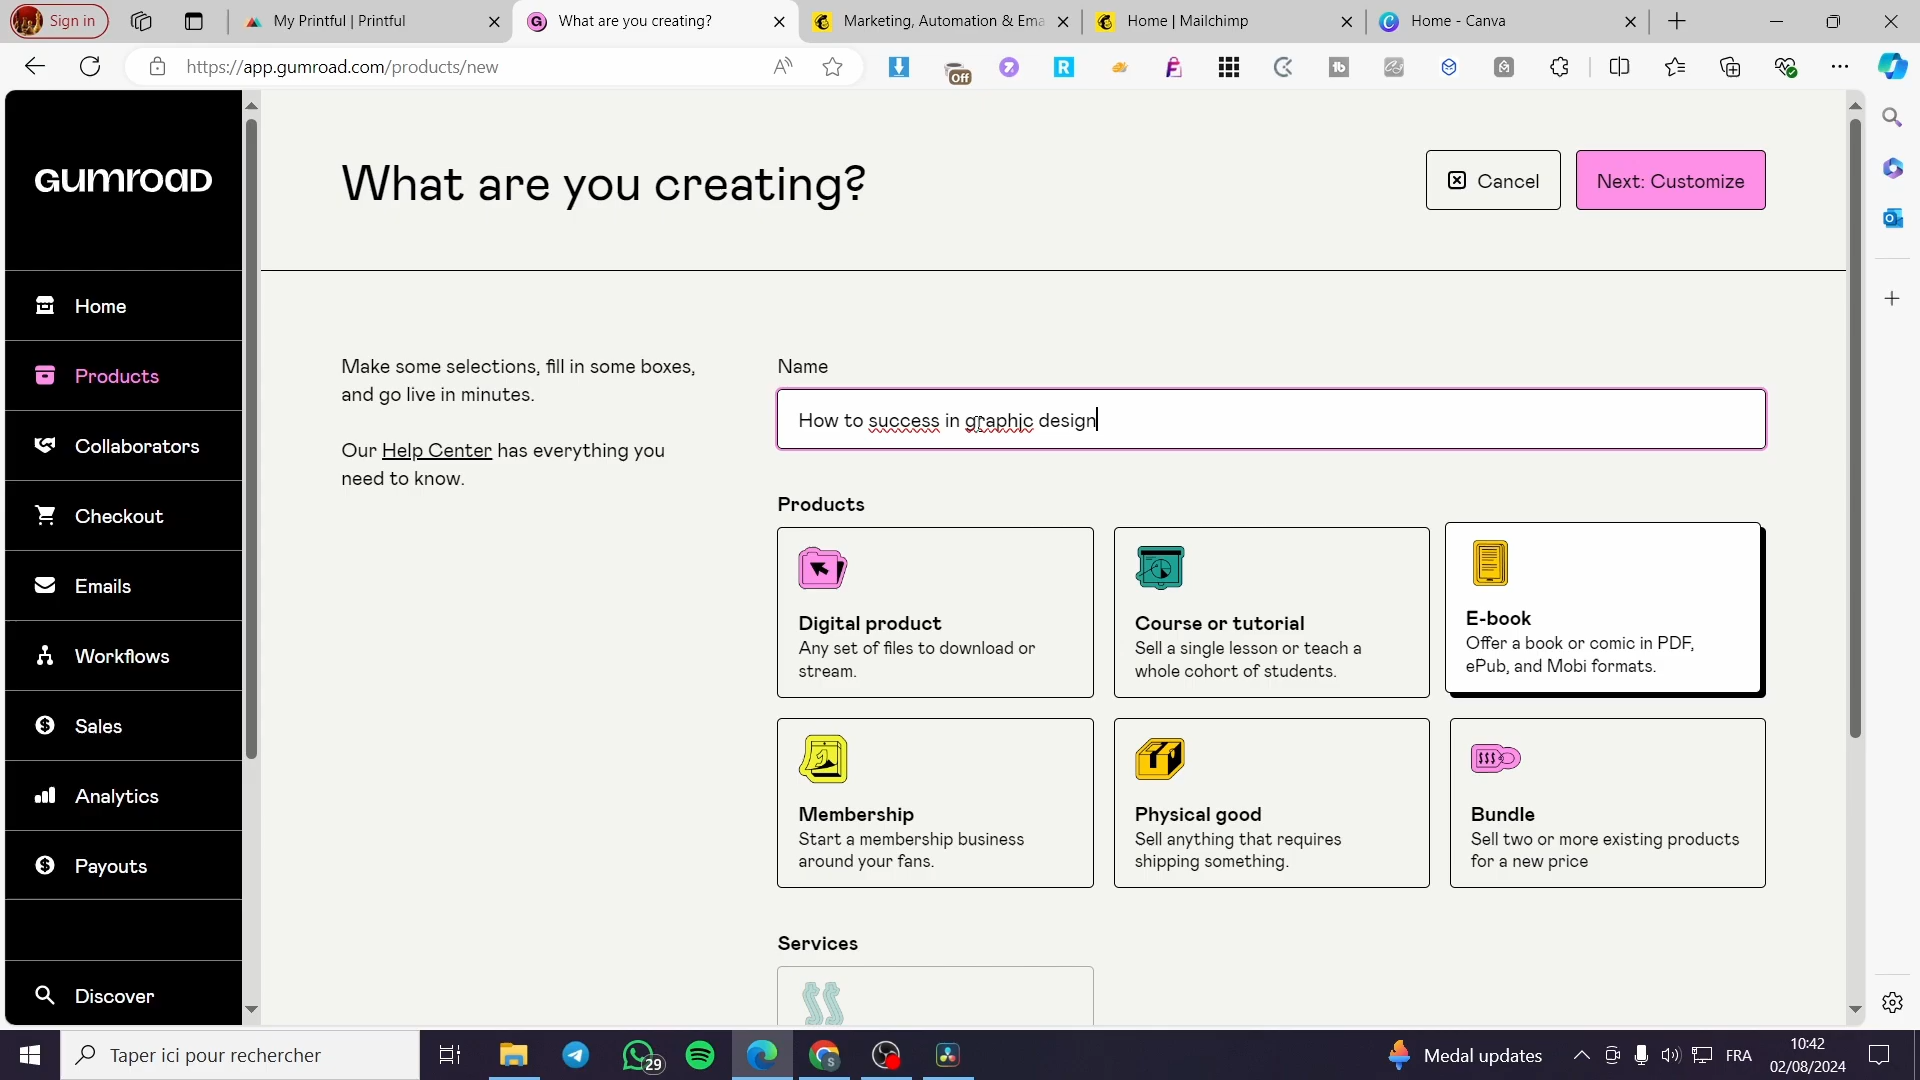 Sign in
My Printful | Printful
What are you creating?
Marketing, Automation & Ema
Home | Mailchimp
Home - Canva
https://app.gumroad.com/products/new
Off
GUMROAD
Home
Products
Collaborators
Checkout
Emails
Workflows
Sales
Analytics
Payouts
Discover
What are you creating?
Cancel
Next: Customize
Make some selections, fill in some boxes,
and go live in minutes.
Our Help Center has everything you
need to know.
Name
How to success in graphic design
Products
Digital product
Any set of files to download or
stream.
Course or tutorial
Sell a single lesson or teach a
whole cohort of students.
E-book
Offer a book or comic in PDF,
ePub, and Mobi formats.
Membership
Start a membership business
around your fans.
Physical good
Sell anything that requires
shipping something.
Bundle
Sell two or more existing products
for a new price
Services
Taper ici pour rechercher
29
Medal updates
FRA
10:42
02/08/2024